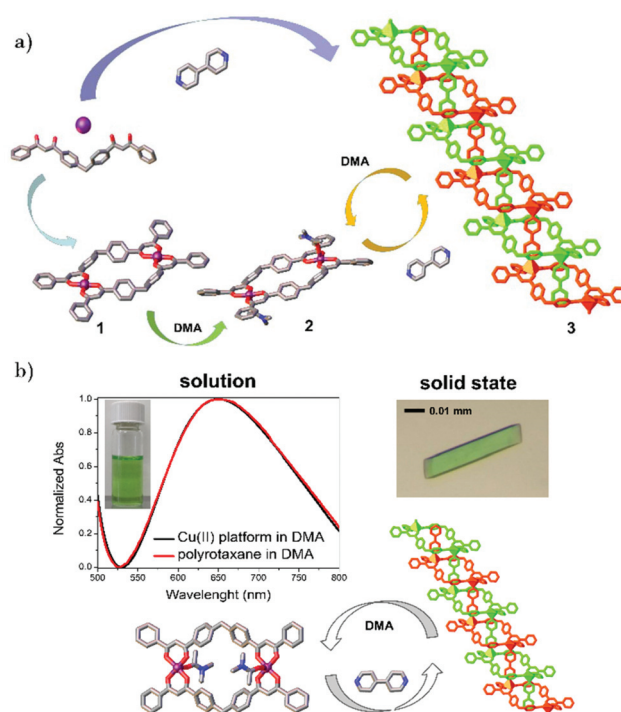 a)
DMA
1
DMA
2
3
b)
solution
solid state
Normalized Abs
1.0
0.8
0.6
0.4
0.2
0.0
Cu(II) platform in DMA
polyrotaxane in DMA
500 550 600 650 700 750 800
Wavelenght (nm)
0.01 mm
DMA